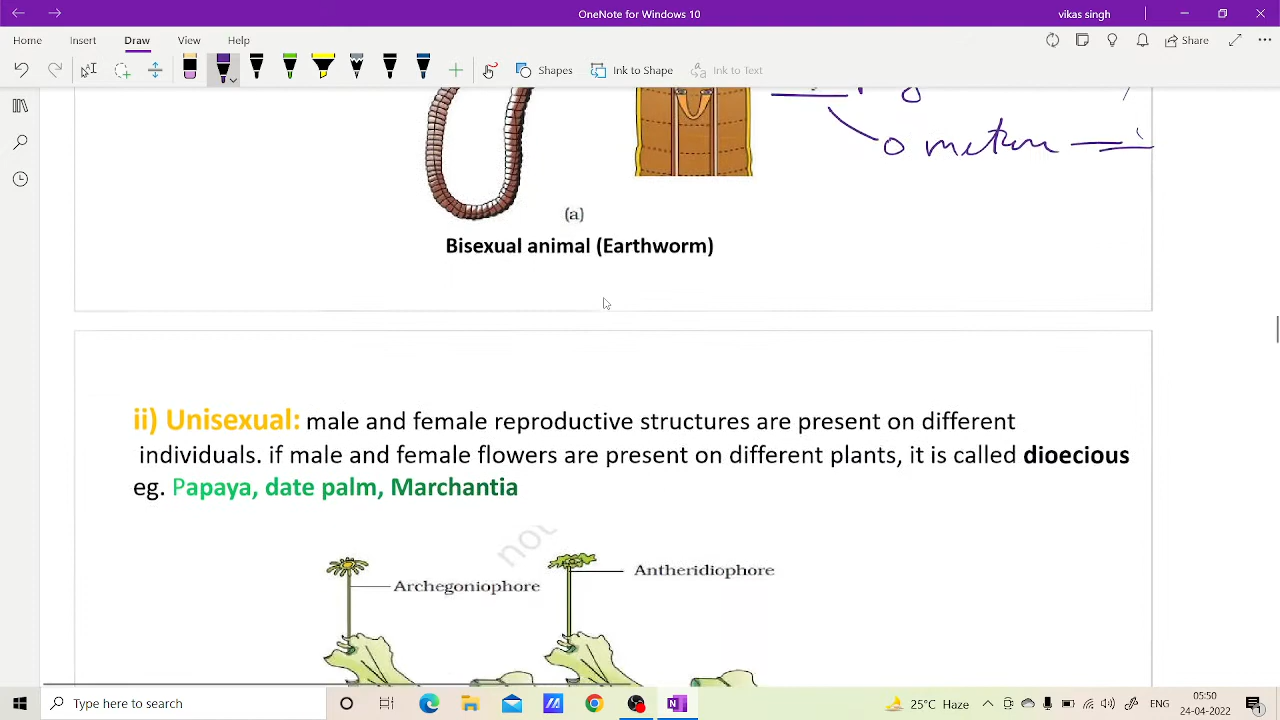 OneNote for Windows 10
vikas singh
Home Insert Draw View Help
Share
Shapes Ink to Shape Ink to Text
(a)
Bisexual animal (Earthworm)
ii) Unisexual: male and female reproductive structures are present on different
individuals. if male and female flowers are present on different plants, it is called dioecious
eg. Papaya, date palm, Marchantia
not
Archegoniophore
Antheridiophore
Type here to search
25°C Haze
ENG
05:50
24-04-2022